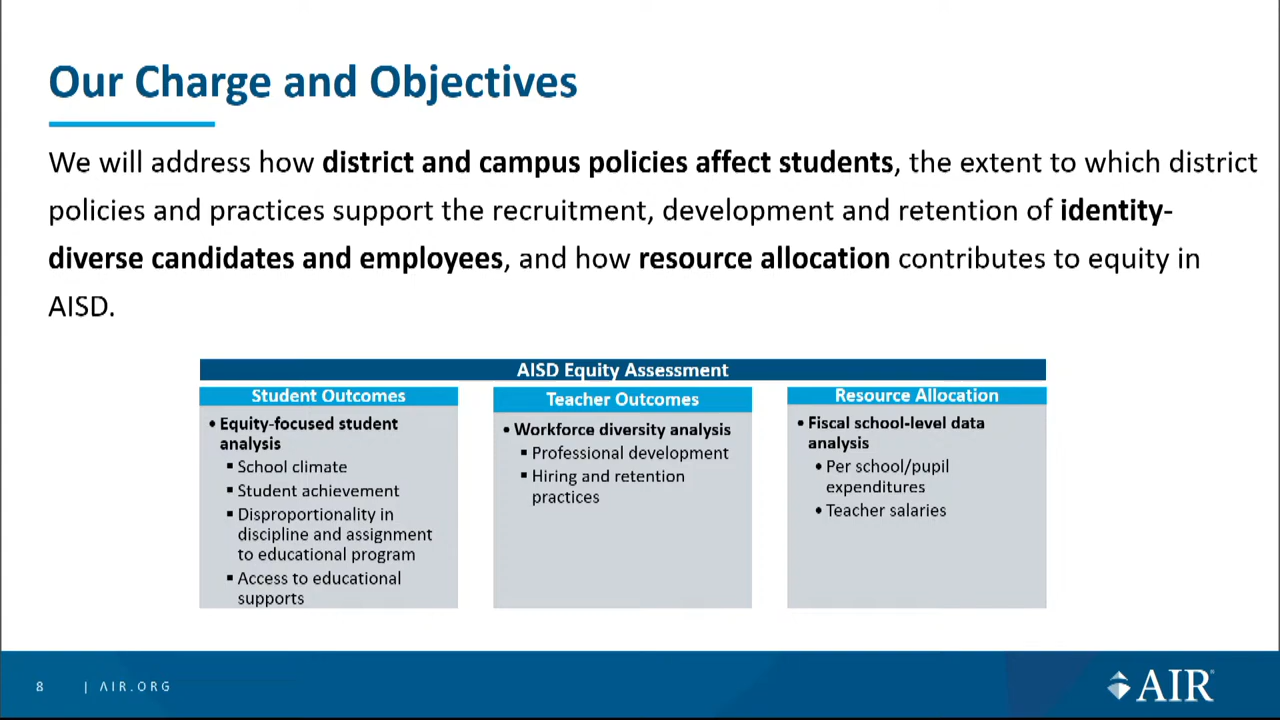 Our Charge and Objectives
We will address how district and campus policies affect students, the extent to which district
policies and practices support the recruitment, development and retention of identity-
diverse candidates and employees, and how resource allocation contributes to equity in
AISD.
AISD Equity Assessment
Student Outcomes
• Equity-focused student
analysis
▪ School climate
▪ Student achievement
▪ Disproportionality in
discipline and assignment
to educational program
▪ Access to educational
supports
Teacher Outcomes
• Workforce diversity analysis
▪ Professional development
▪ Hiring and retention
practices
Resource Allocation
• Fiscal school-level data
analysis
• Per school/pupil
expenditures
• Teacher salaries
8 | AIR.ORG
AIR®